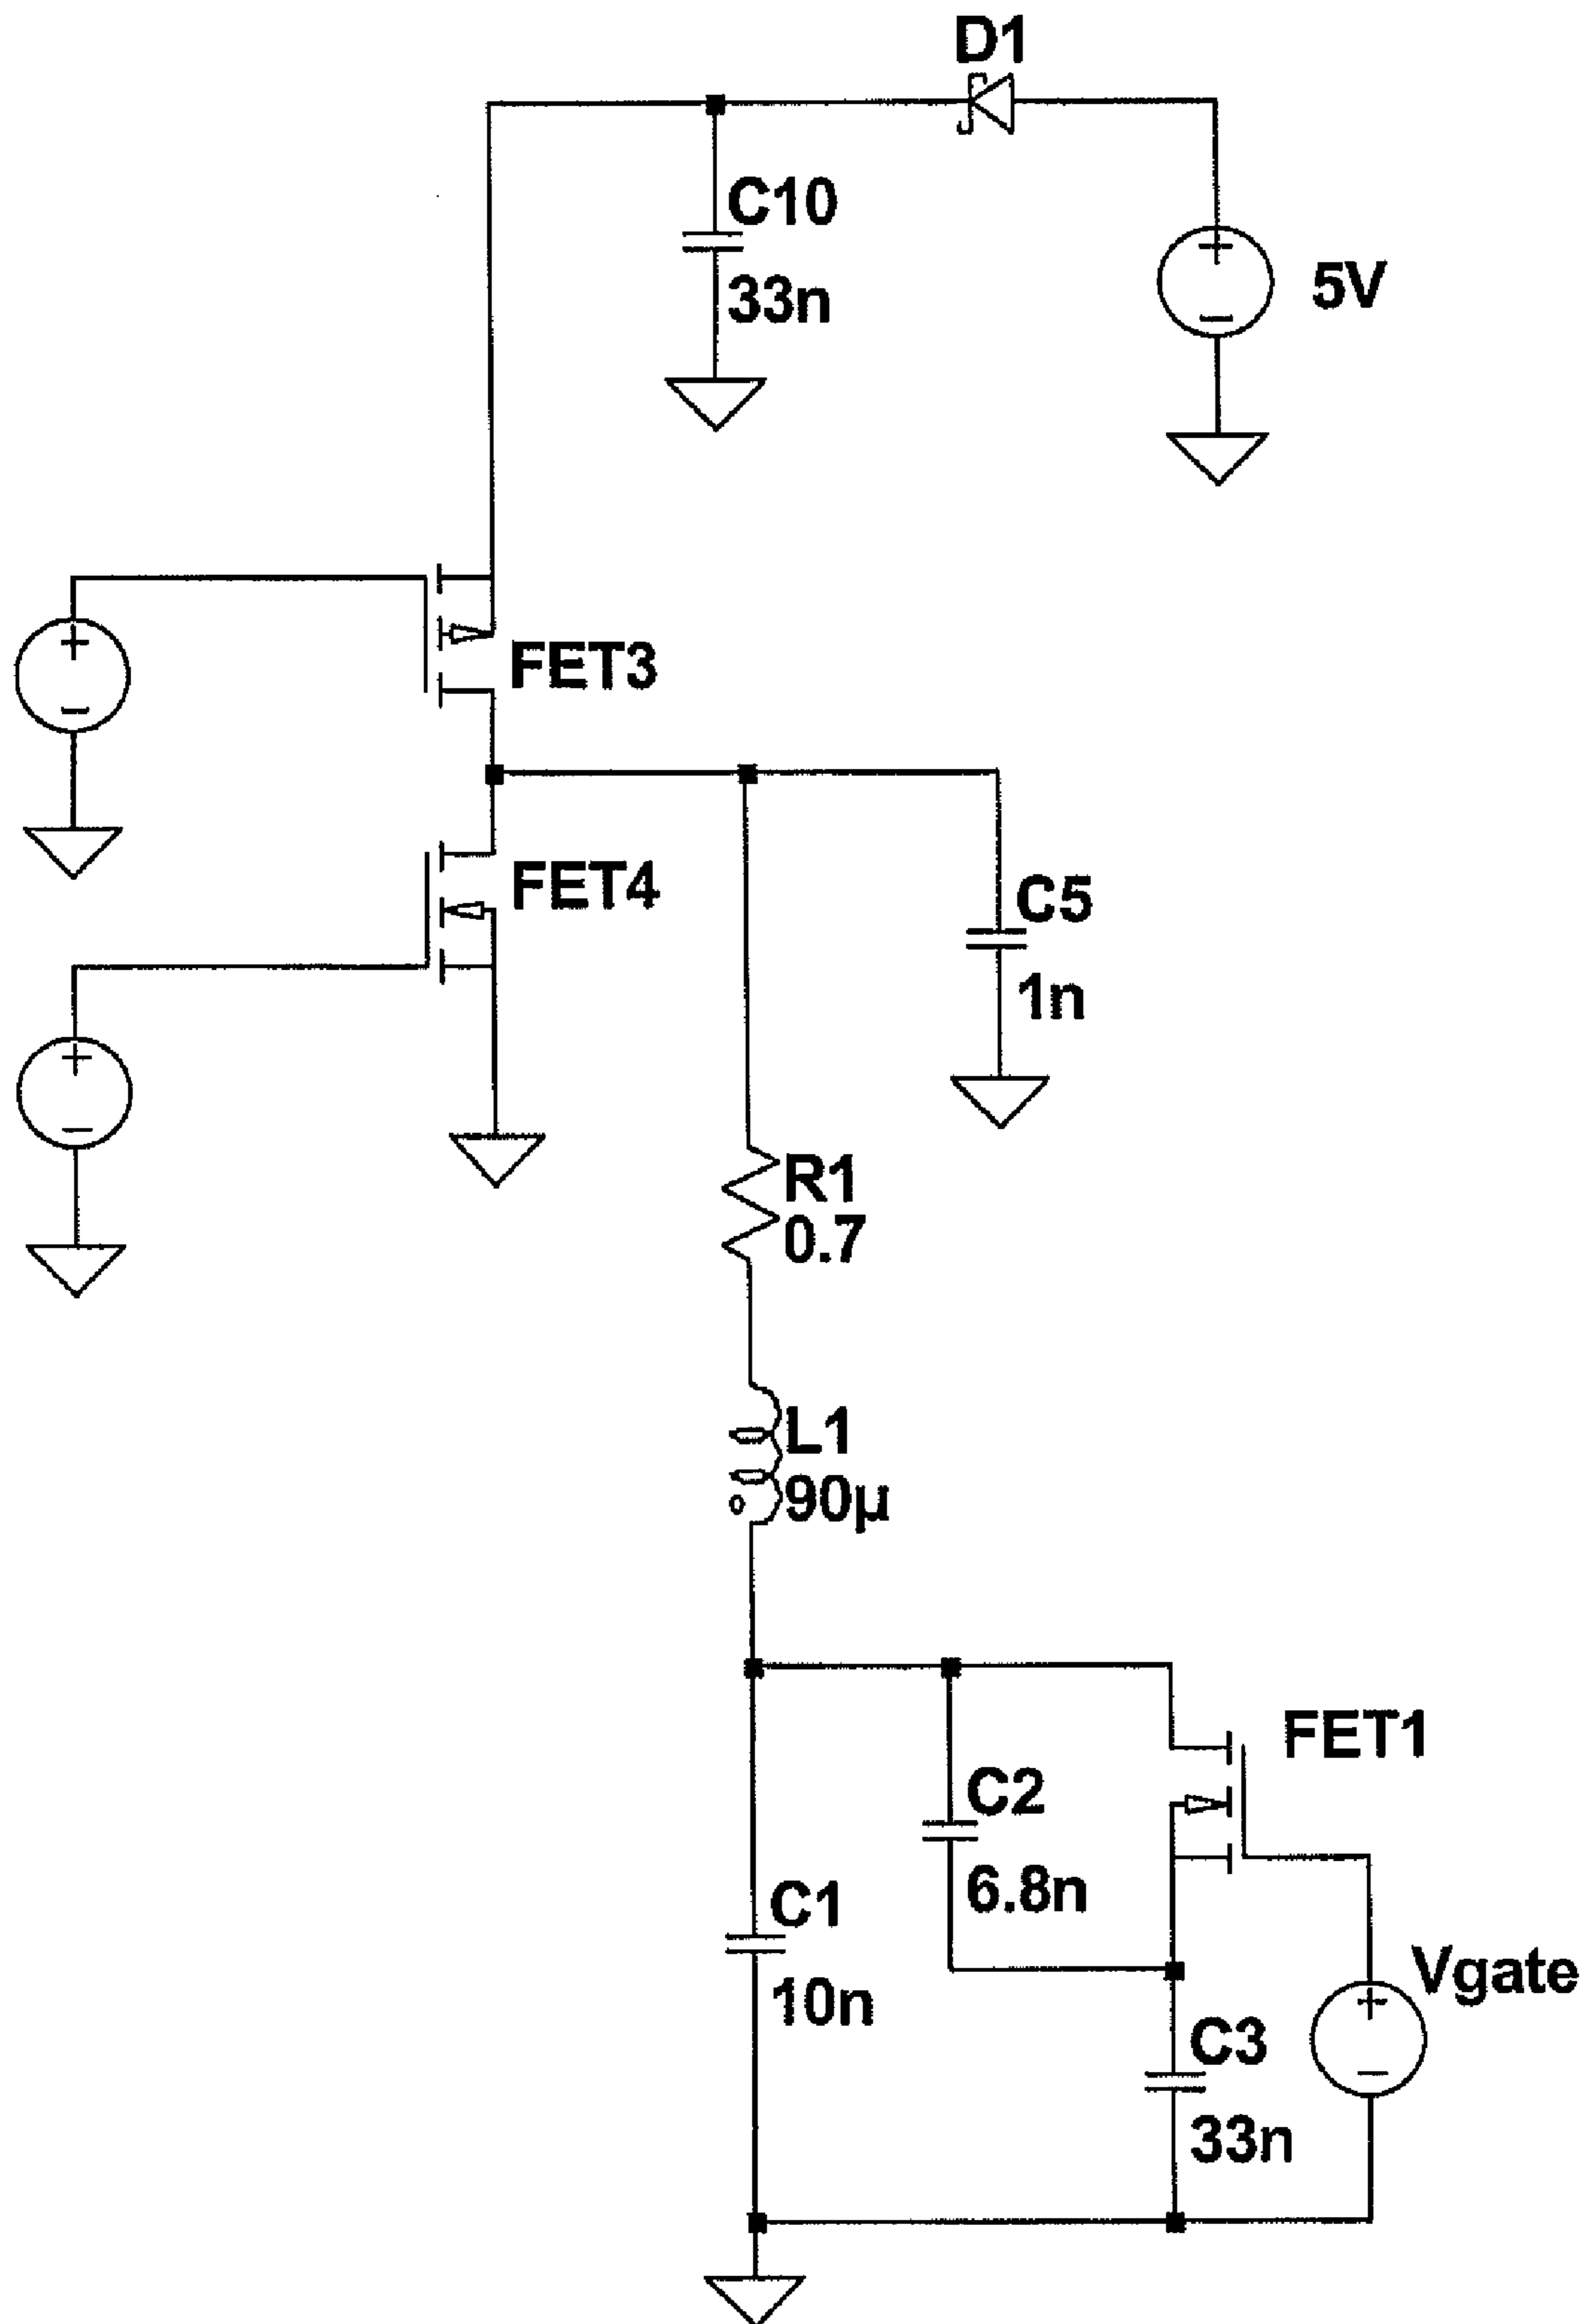 D1
C10
33n
5V
FET3
FET4
C5
1n
R1
0.7
L1
90µ
FET1
C2
6.8n
C1
10n
Vgate
C3
33n